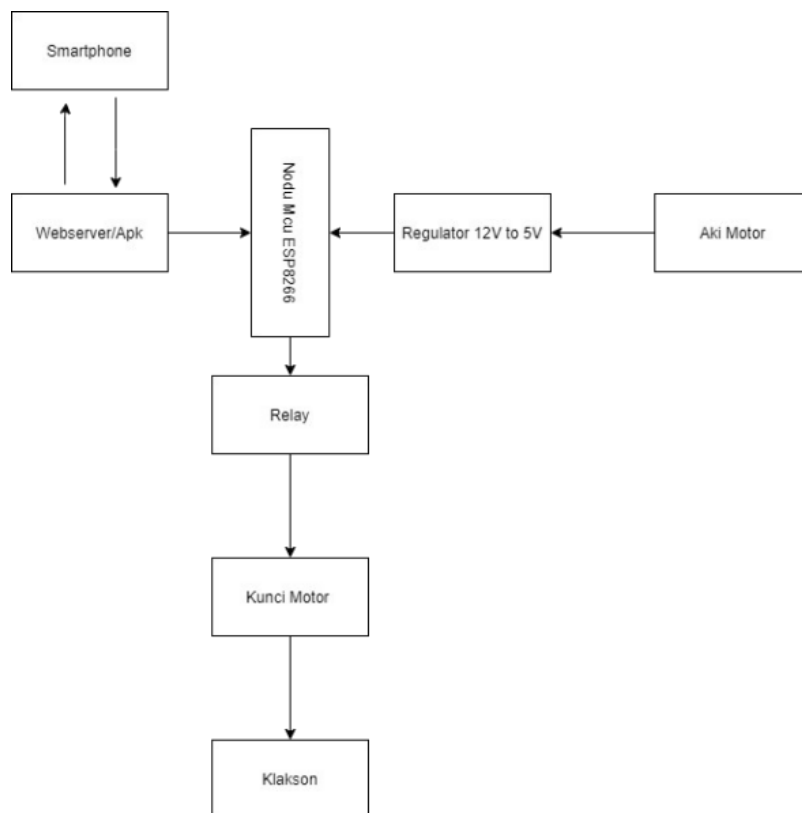 Smartphone
Webserver/Apk
Nodu Mcu ESP8266
Regulator 12V to 5V
Aki Motor
Relay
Kunci Motor
Klakson